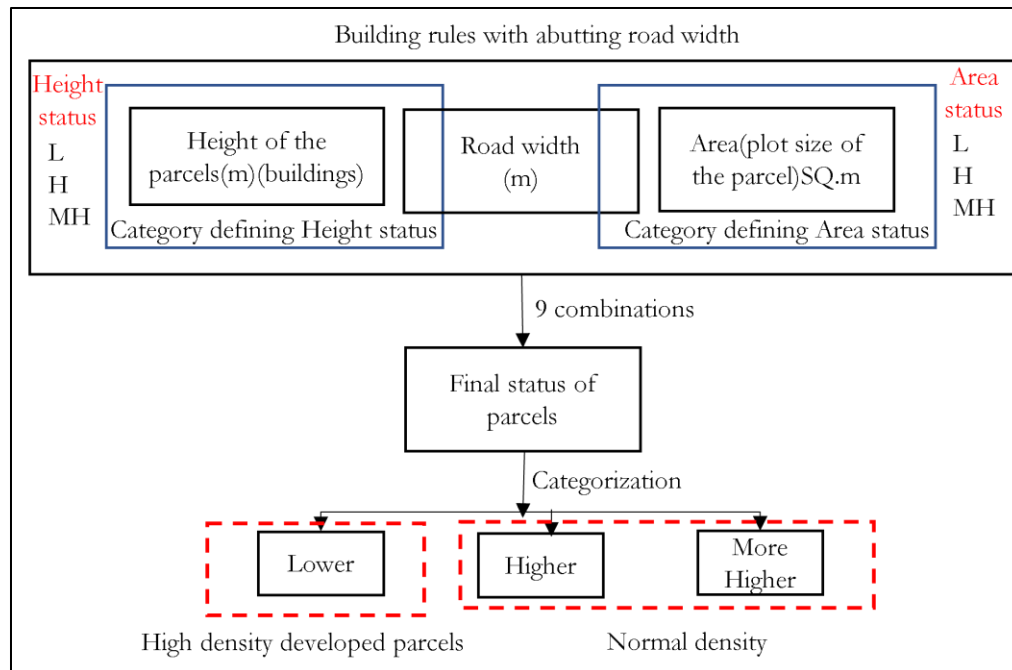 Building rules with abutting road width
Height
status
L
H
MH
Height of the
parcels(m)(buildings)
Category defining Height status
Road width
(m)
Area(plot size of
the parcel)SQ.m
Category defining Area status
Area
status
L
H
MH
9 combinations
Final status of
parcels
Categorization
Lower
Higher
More
Higher
High density developed parcels
Normal density